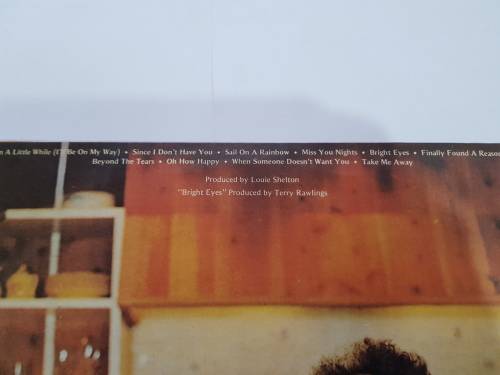 A Little While (I'll Be On My Way) • Since I Don't Have You • Sail On A Rainbow • Miss You Nights • Bright Eyes • Finally Found A Reason
Beyond The Tears • Oh How Happy • When Someone Doesn't Want You • Take Me Away
Produced by Louie Shelton
"Bright Eyes" Produced by Terry Rawlings